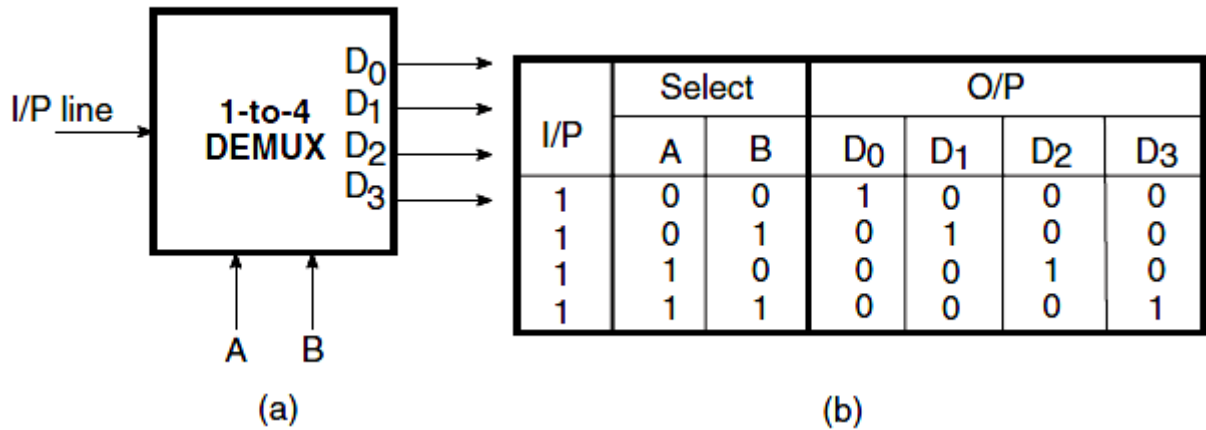 I/P line
1-to-4
DEMUX
D0
D1
D2
D3
A B
(a)
Select O/P
I/P A B D0 D1 D2 D3
1 0 0 1 0 0 0
1 0 1 0 1 0 0
1 1 0 0 0 1 0
1 1 1 0 0 0 1
(b)